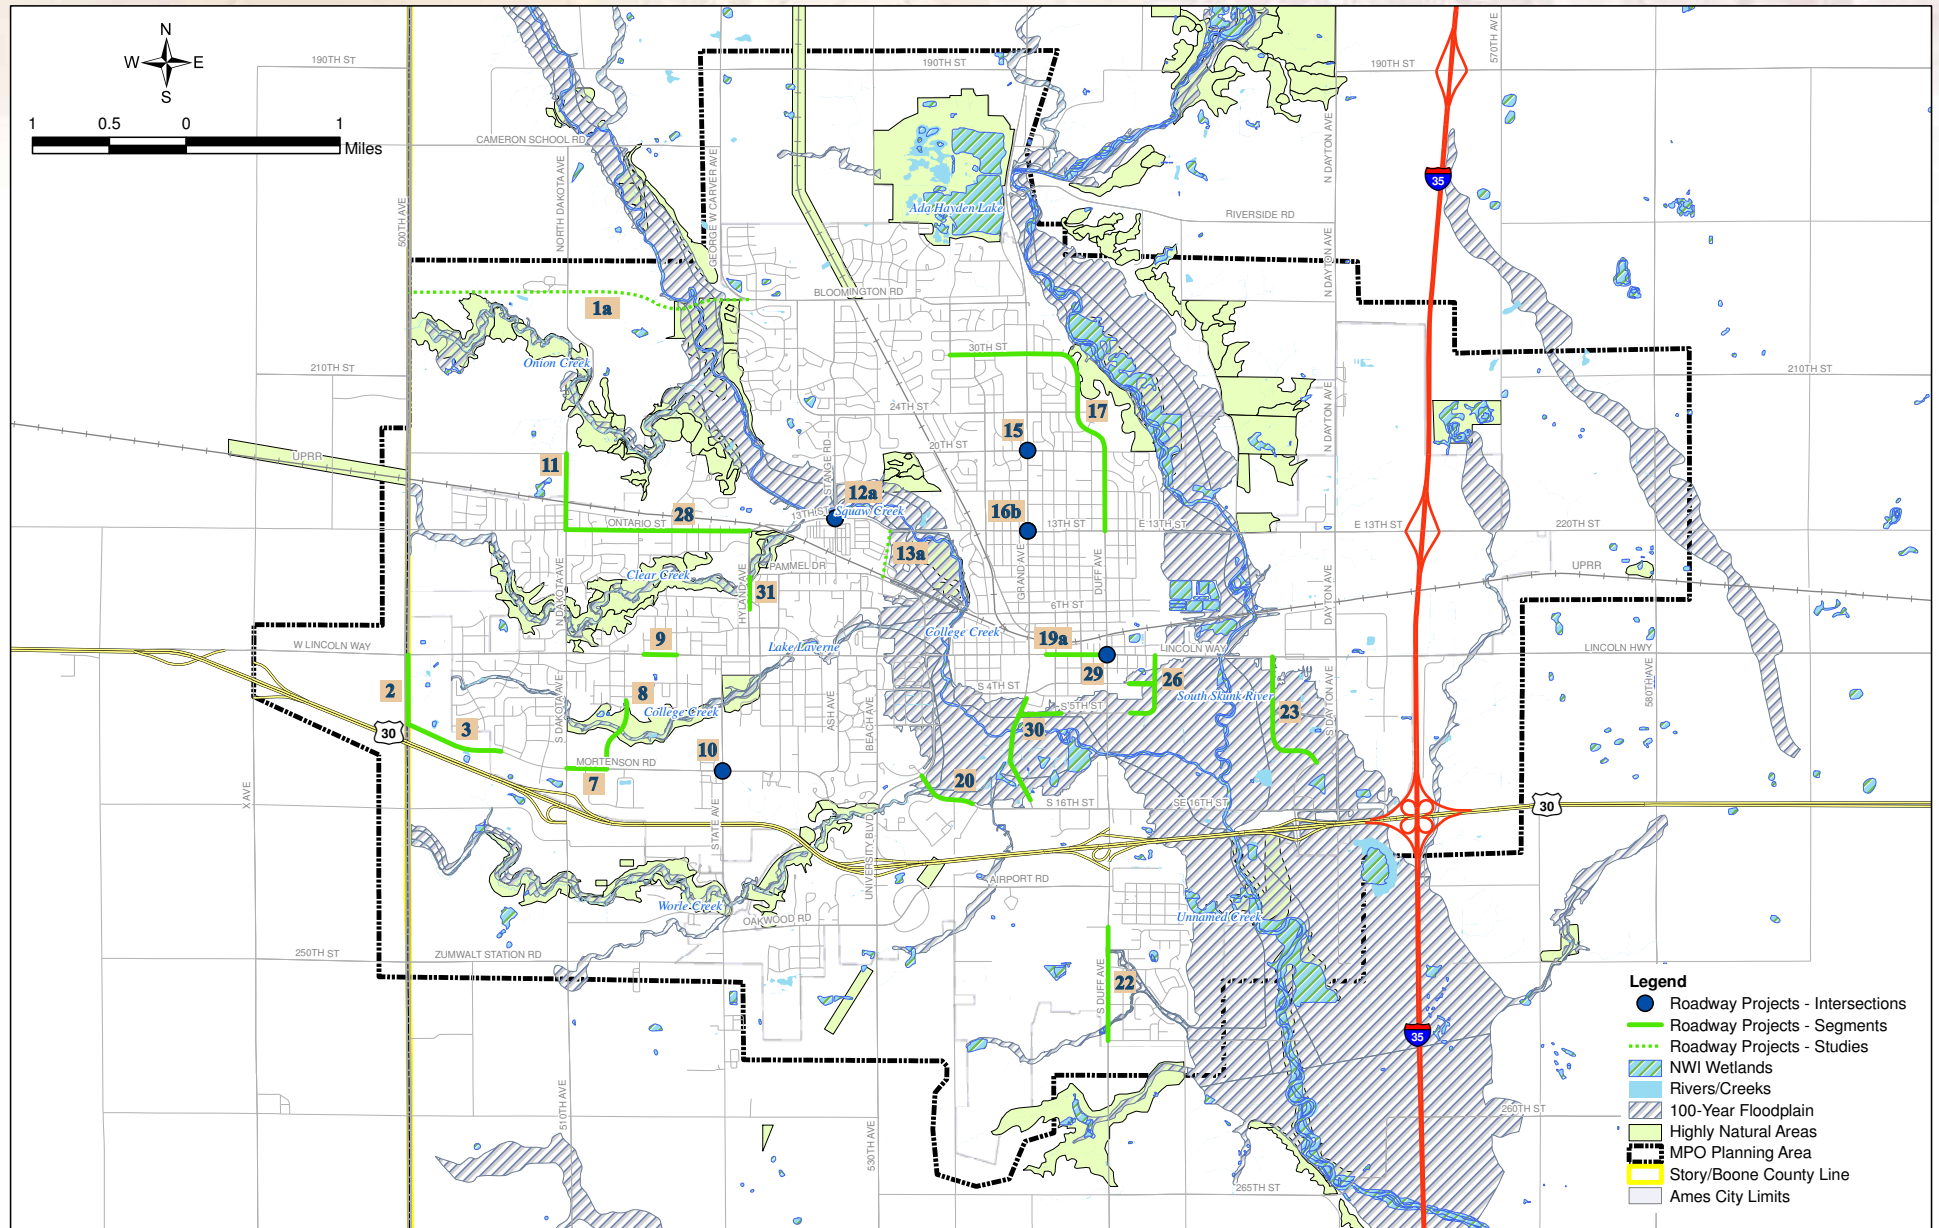 N
W E
S
1 0.5 0 1
Miles
190TH ST
190TH ST
190TH ST
570TH AVE
CAMERON SCHOOL RD
NORTH DAKOTA AVE
GEORGE W CARVER AVE
500TH AVE
N DAYTON AVE
35
Ada Hayden Lake
RIVERSIDE RD
N DAYTON AVE
BLOOMINGTON RD
1a
Onion Creek
30TH ST
210TH ST
210TH ST
24TH ST
17
N DAYTON AVE
20TH ST
15
STANGE RD
UPRR
11
12a
28
13TH ST
Squaw Creek
ONTARIO ST
16b
13TH ST
E 13TH ST
E 13TH ST
220TH ST
13a
PAMMEL DR
Clear Creek
N DAKOTA AVE
HYLAND AVE
31
GRAND AVE
DUFF AVE
DAYTON AVE
UPRR
6TH ST
College Creek
19a
9
W LINCOLN WAY
Lake Laverne
LINCOLN WAY
LINCOLN HWY
29
26
2
8
S 4TH ST
South Skunk River
580TH AVE
College Creek
S 5TH ST
23
S DAKOTA AVE
ASH AVE
BEACH AVE
S DAYTON AVE
3
30
30
10
MORTENSON RD
7
20
X AVE
S 16TH ST
SE 16TH ST
30
STATE AVE
UNIVERSITY BLVD
AIRPORT RD
Worle Creek
OAKWOOD RD
Unnamed Creek
250TH ST
ZUMWALT STATION RD
S DUFF AVE
22
35
510TH AVE
530TH AVE
260TH ST
265TH ST
Legend
Roadway Projects - Intersections
Roadway Projects - Segments
Roadway Projects - Studies
NWI Wetlands
Rivers/Creeks
100-Year Floodplain
Highly Natural Areas
MPO Planning Area
Story/Boone County Line
Ames City Limits